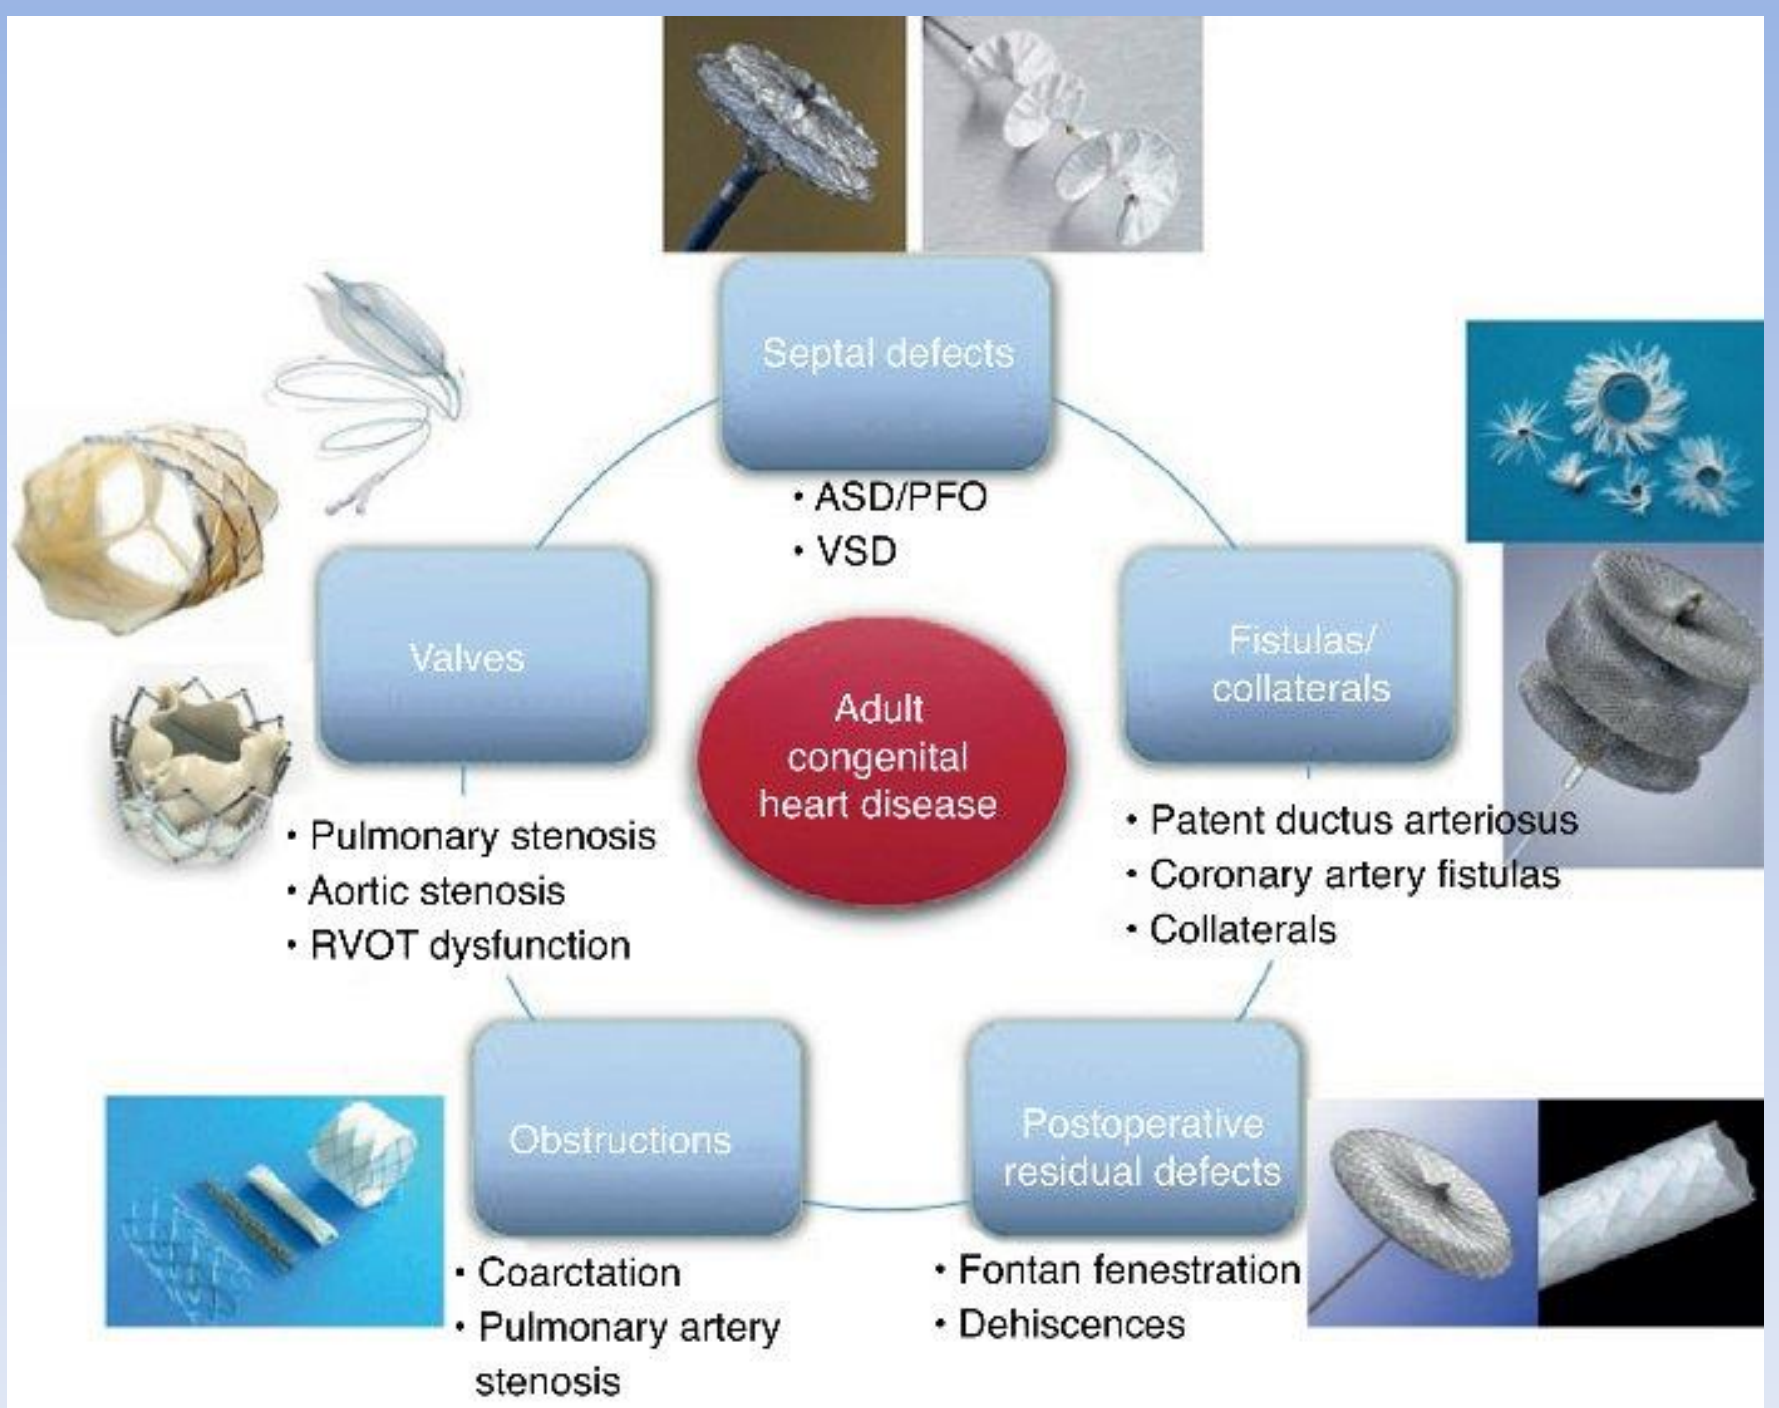 Septal defects
• ASD/PFO
• VSD
Fistulas/
collaterals
• Patent ductus arteriosus
• Coronary artery fistulas
• Collaterals
Postoperative
residual defects
• Fontan fenestration
• Dehiscences
Obstructions
• Coarctation
• Pulmonary artery
stenosis
Valves
• Pulmonary stenosis
• Aortic stenosis
• RVOT dysfunction
Adult
congenital
heart disease